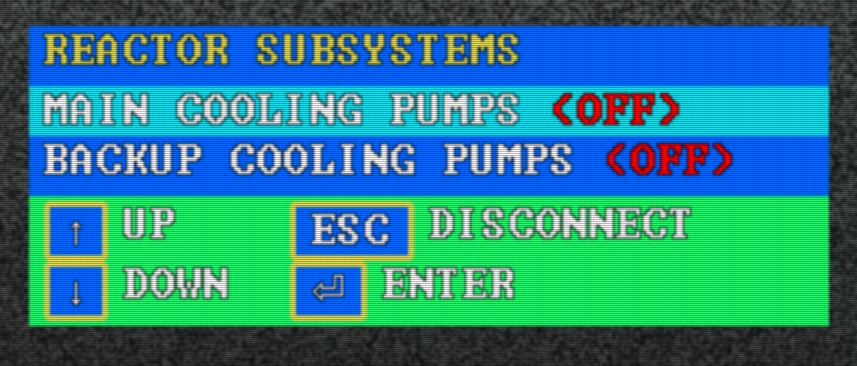 REACTOR SUBSYSTEMS
MAIN COOLING PUMPS <OFF>
BACKUP COOLING PUMPS <OFF>
↑ UP ESC DISCONNECT
↓ DOWN ⏎ ENTER